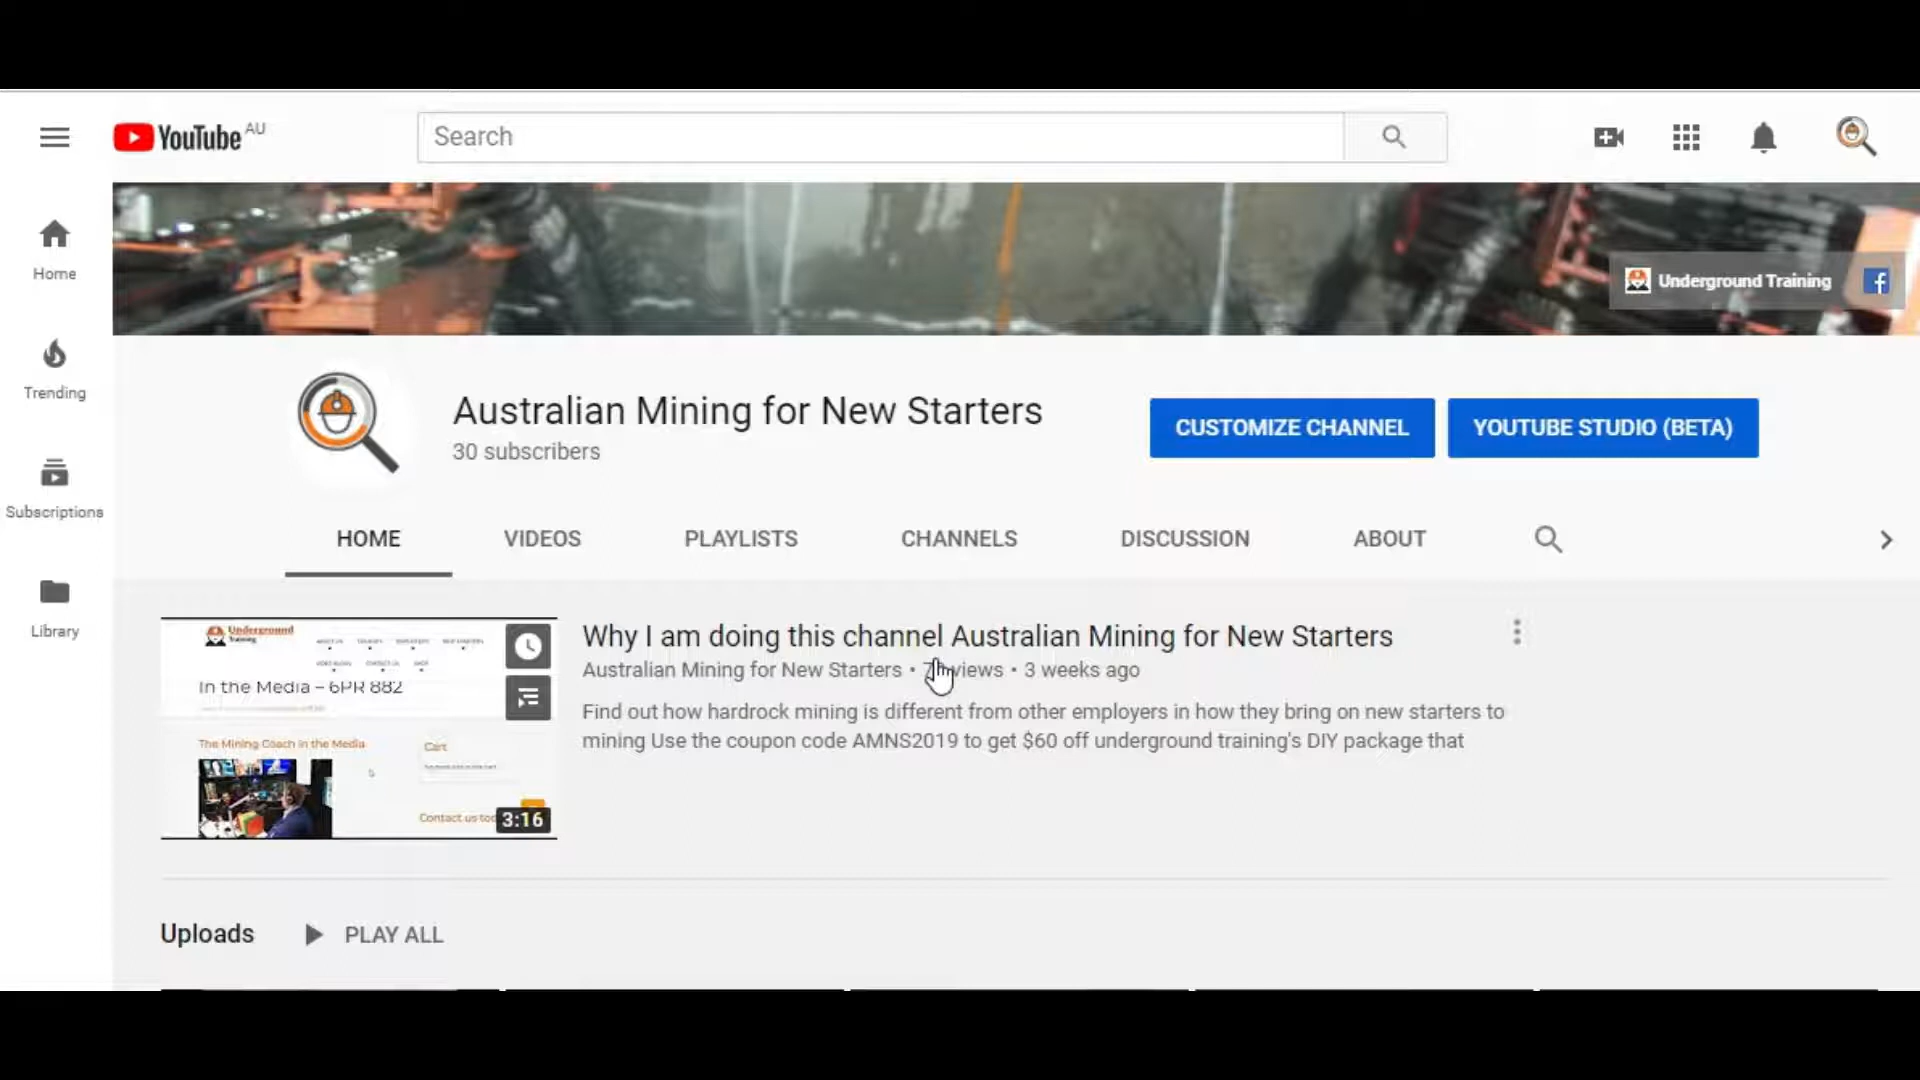 YouTube AU
Search
Home
Trending
Subscriptions
Library
Underground Training
Australian Mining for New Starters
30 subscribers
CUSTOMIZE CHANNEL
YOUTUBE STUDIO (BETA)
HOME VIDEOS PLAYLISTS CHANNELS DISCUSSION ABOUT
Underground
Training
In the Media – 6PR 882
The Mining Coach in the Media
Cart
Contact us
3:16
Why I am doing this channel Australian Mining for New Starters
Australian Mining for New Starters • views • 3 weeks ago
Find out how hardrock mining is different from other employers in how they bring on new starters to
mining Use the coupon code AMNS2019 to get $60 off underground training's DIY package that
Uploads PLAY ALL